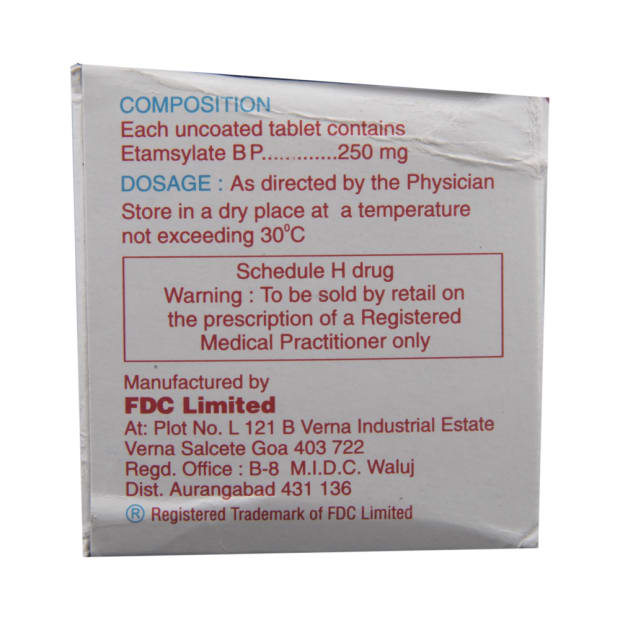 COMPOSITION
Each uncoated tablet contains
Etamsylate B P.............250 mg
DOSAGE : As directed by the Physician
Store in a dry place at a temperature
not exceeding 30⁰C
Schedule H drug
Warning : To be sold by retail on
the prescription of a Registered
Medical Practitioner only
Manufactured by
FDC Limited
At: Plot No. L 121 B Verna Industrial Estate
Verna Salcete Goa 403 722
Regd. Office : B-8 M.I.D.C. Waluj
Dist. Aurangabad 431 136
® Registered Trademark of FDC Limited